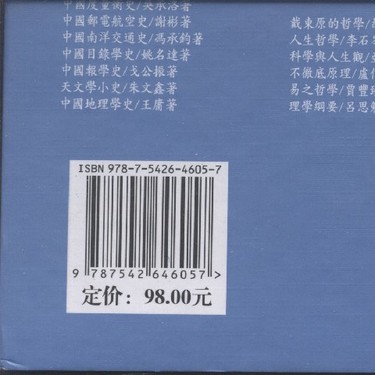 中國度量衡史/吳承洛著
中國郵電航空史/謝彬著
中國南洋交通史/馮承鈞著
中國目錄學史/姚名達著
中國報學史/戈公振著
天文學小史/朱文鑫著
中國地理學史/王庸著
戴東原的哲學/
人生哲學/李石
科學與人生觀/
不徹底原理/
易之哲學/賈豐
理學綱要/呂思勉
ISBN 978-7-5426-4605-7
9 787542 646057 >
定价: 98.00元